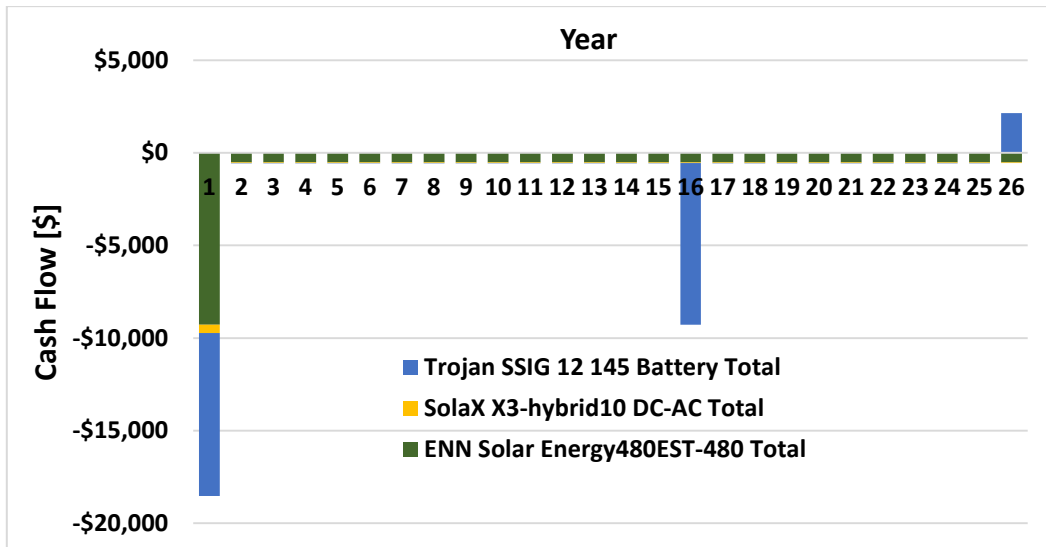 Year
$5,000
$0
1 2 3 4 5 6 7 8 9 10 11 12 13 14 15 16 17 18 19 20 21 22 23 24 25 26
-$5,000
-$10,000
-$15,000
-$20,000
Cash Flow [$]
Trojan SSIG 12 145 Battery Total
SolaX X3-hybrid10 DC-AC Total
ENN Solar Energy480EST-480 Total